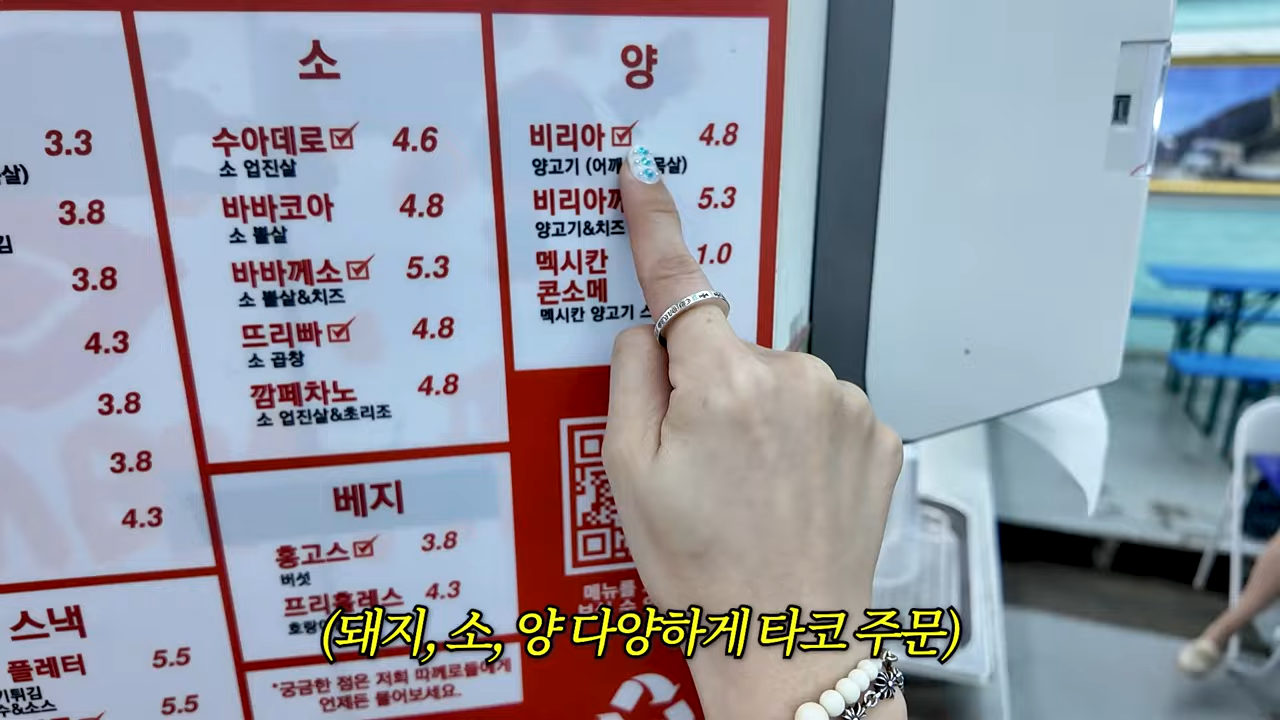 3.3
살)
3.8
3.8
4.3
3.8
3.8
4.3
소
수아데로 4.6
소 업진살
바바코아 4.8
소 볼살
바바께소 5.3
소 볼살&치즈
뜨리빠 4.8
소 곱창
깜페차노 4.8
소 업진살&초리조
양
비리아 4.8
양고기 (어깨 살)
5.3
양고기&치즈
멕시칸 1.0
콘소메
멕시칸 양고기
베지
홍고스 3.8
버섯
프리홀레스 4.3
스낵
플레터 5.5
5.5
*궁금한 점은 저희 따께로들에게
언제든 물어보세요.
메뉴를
(돼지, 소, 양 다양하게 타코 주문)